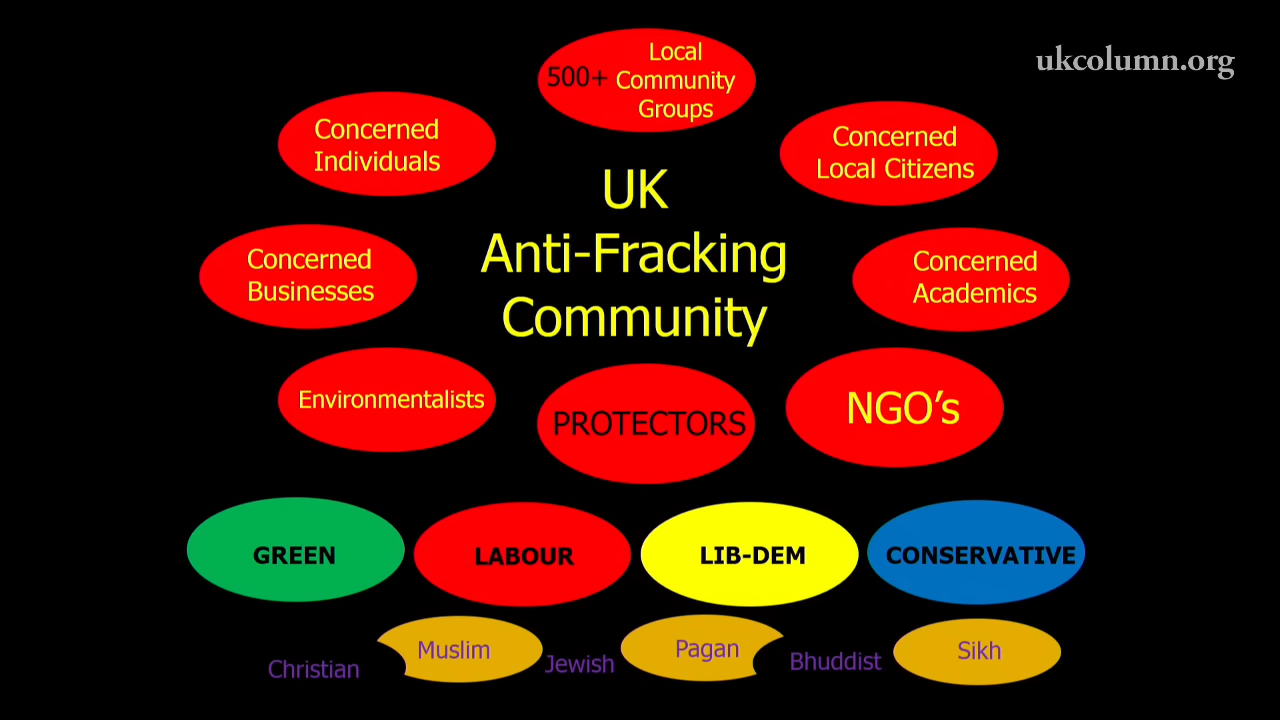 ukcolumn.org
500+
Local
Community
Groups
Concerned
Individuals
Concerned
Local Citizens
UK
Anti-Fracking
Community
Concerned
Businesses
Concerned
Academics
Environmentalists
PROTECTORS
NGO’s
GREEN
LABOUR
LIB-DEM
CONSERVATIVE
Christian
Muslim
Jewish
Pagan
Bhuddist
Sikh